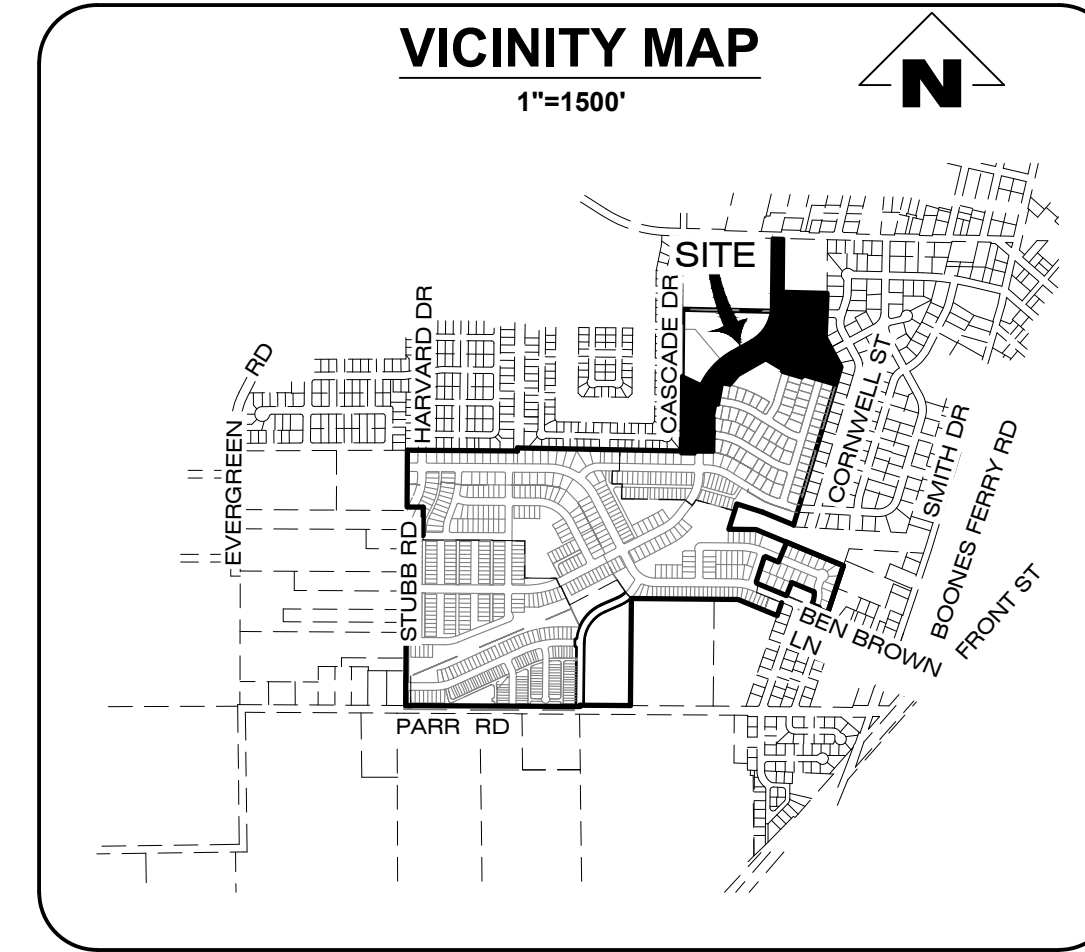 VICINITY MAP
1"=1500'
N
SITE
CASCADE DR
HARVARD DR
RD
EVERGREEN
CORNWELL ST
SMITH DR
BOONES FERRY RD
STUBB RD
FRONT ST
BEN BROWN
LN
PARR RD